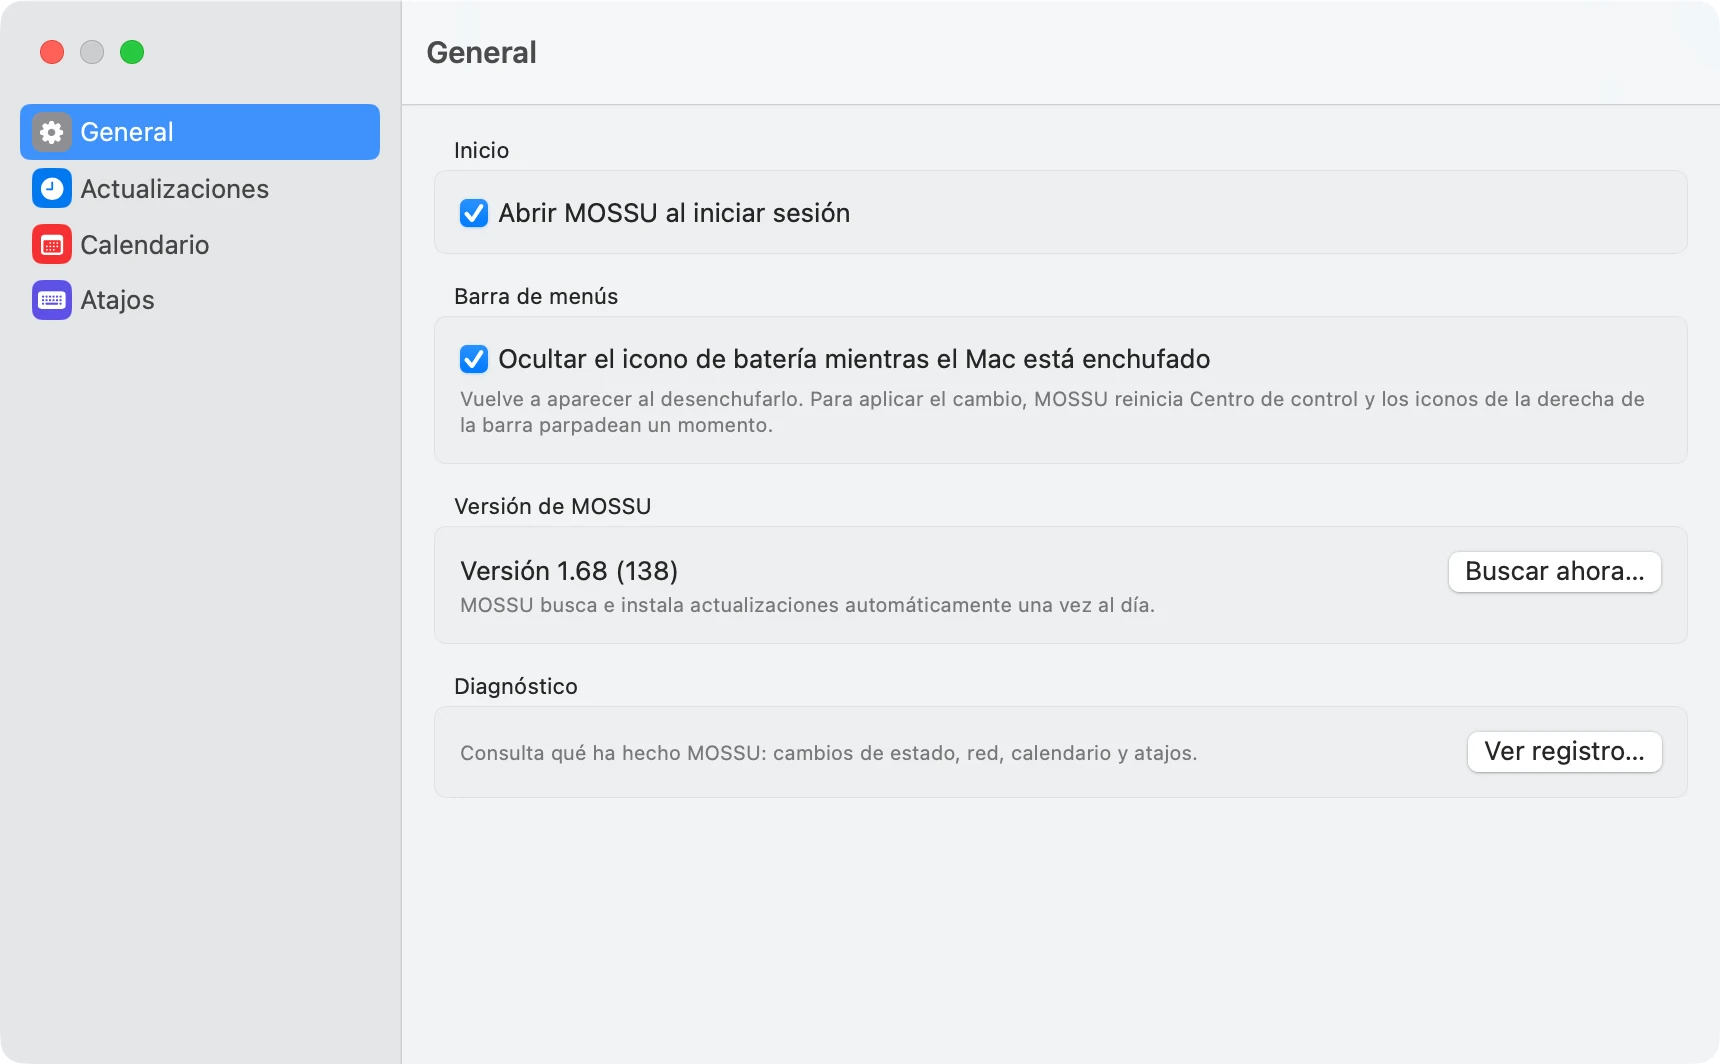 General
General
Actualizaciones
Calendario
Atajos
Inicio
Abrir MOSSU al iniciar sesión
Barra de menús
Ocultar el icono de batería mientras el Mac está enchufado
Vuelve a aparecer al desenchufarlo. Para aplicar el cambio, MOSSU reinicia Centro de control y los iconos de la derecha de
la barra parpadean un momento.
Versión de MOSSU
Versión 1.68 (138)
Buscar ahora...
MOSSU busca e instala actualizaciones automáticamente una vez al día.
Diagnóstico
Consulta qué ha hecho MOSSU: cambios de estado, red, calendario y atajos.
Ver registro...